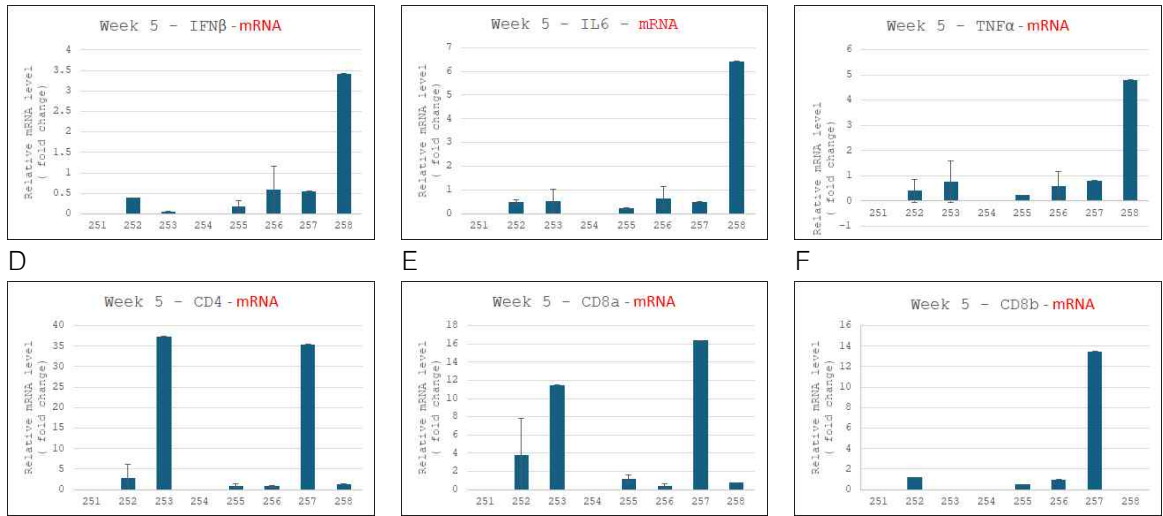 Week 5 – IFNβ - mRNA
Relative mRNA level
( fold change)
4
3.5
3
2.5
2
1.5
1
0.5
0
251 252 253 254 255 256 257 258
Week 5 – IL6 – mRNA
Relative mRNA level
( fold change)
7
6
5
4
3
2
1
0
251 252 253 254 255 256 257 258
Week 5 – TNFα - mRNA
Relative mRNA level
( fold change)
6
5
4
3
2
1
0
-1
251 252 253 254 255 256 257 258
D
Week 5 – CD4 - mRNA
Relative mRNA level
( fold change)
40
35
30
25
20
15
10
5
0
251 252 253 254 255 256 257 258
E
Week 5 – CD8a - mRNA
Relative mRNA level
( fold change)
18
16
14
12
10
8
6
4
2
0
251 252 253 254 255 256 257 258
F
Week 5 – CD8b - mRNA
Relative mRNA level
( fold change)
16
14
12
10
8
6
4
2
0
251 252 253 254 255 256 257 258